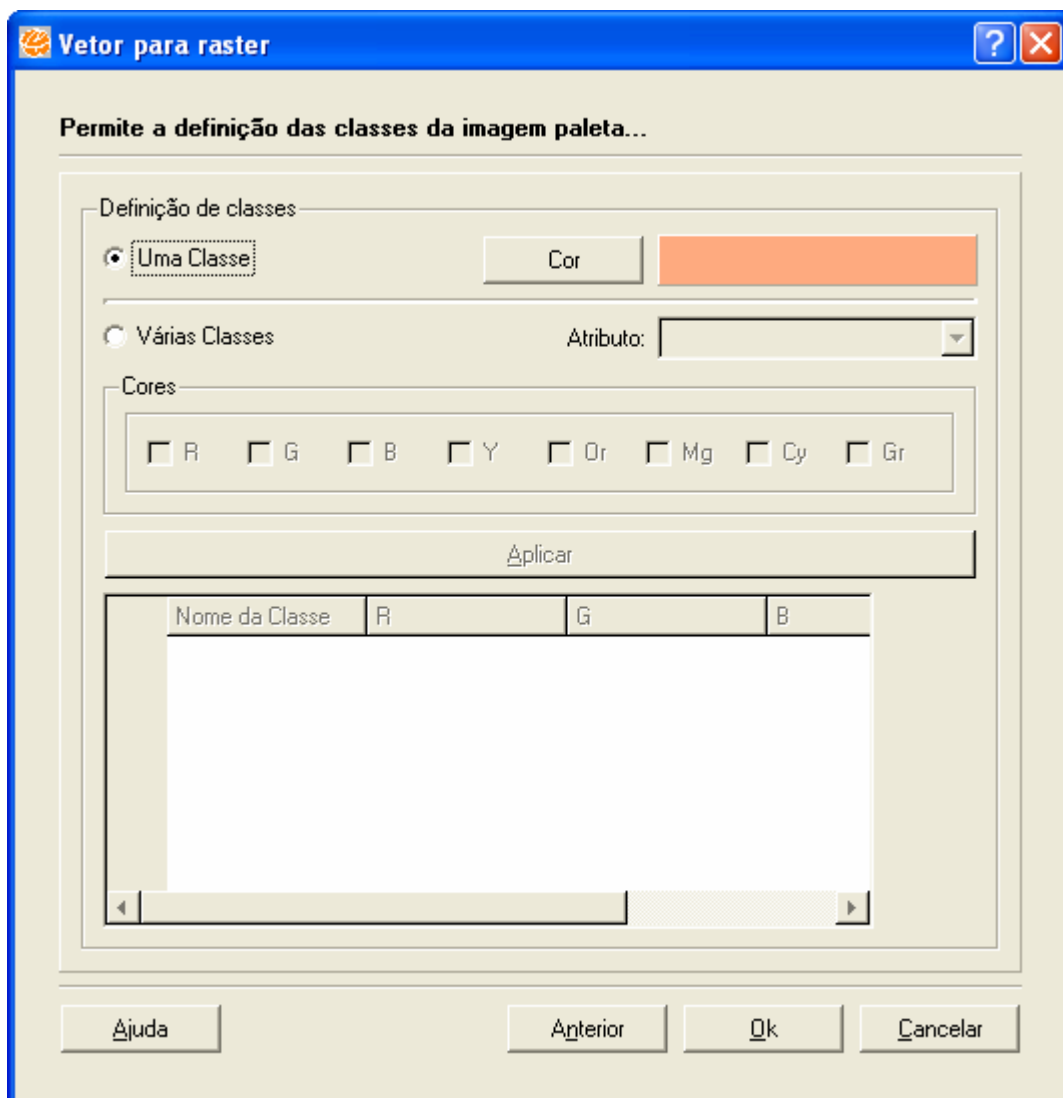 Vetor para raster
Permite a definição das classes da imagem paleta...
Definição de classes
Uma Classe Cor
Várias Classes Atributo:
Cores
R G B Y Or Mg Cy Gr
Aplicar
Nome da Classe R G B
Ajuda Anterior Ok Cancelar